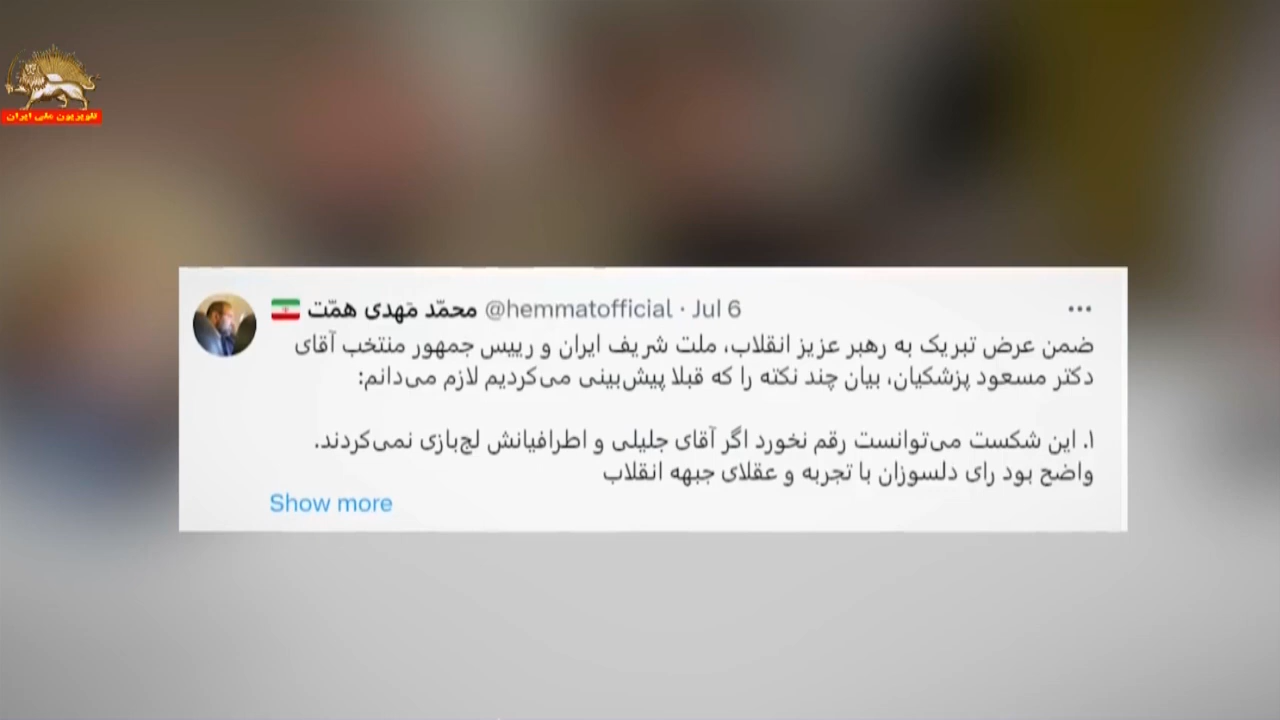 تلویزیون ملی ایران
محمّد مَهدی همّت @hemmatofficial · Jul 6
ضمن عرض تبریک به رهبر عزیز انقلاب، ملت شریف ایران و رییس جمهور منتخب آقای
دکتر مسعود پزشکیان، بیان چند نکته را که قبلا پیش‌بینی می‌کردیم لازم می‌دانم:
۱. این شکست می‌توانست رقم نخورد اگر آقای جلیلی و اطرافیانش لج‌بازی نمی‌کردند.
واضح بود رای دلسوزان با تجربه و عقلای جبهه انقلاب
Show more